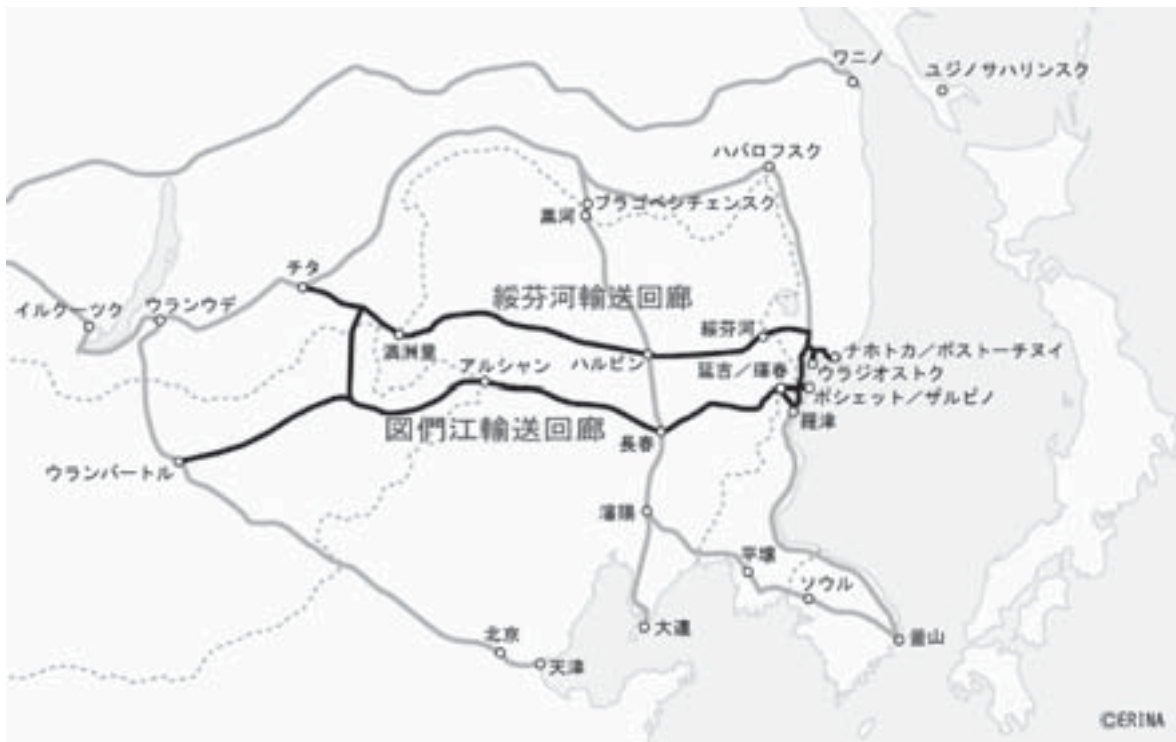 ワニノ
ユジノサハリンスク
ハバロフスク
ブラゴベシチェンスク
黒河
チタ
綏芬河輸送回廊
イルクーツク
ウランウデ
綏芬河
満洲里
アルシャン
ハルビン
ナホトカ/ボストーチヌイ
延吉/琿春
ウラジオストク
ポシェット/ザルビノ
羅津
図們江輸送回廊
長春
ウランバートル
瀋陽
平壌
ソウル
大連
北京
天津
釜山
©ERINA